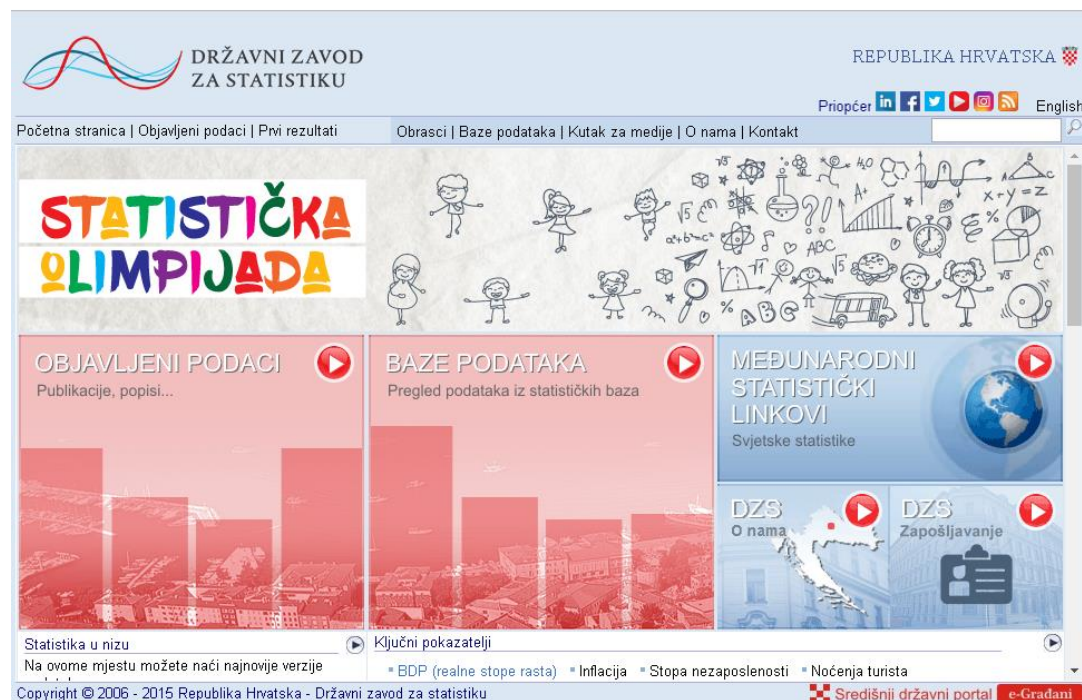 DRŽAVNI ZAVOD
ZA STATISTIKU
REPUBLIKA HRVATSKA
Priopćer
English
Početna stranica | Objavljeni podaci | Prvi rezultati
Obrasci | Baze podataka | Kutak za medije | O nama | Kontakt
STATISTIČKA
OLIMPIJADA
OBJAVLJENI PODACI
Publikacije, popisi...
BAZE PODATAKA
Pregled podataka iz statističkih baza
MEĐUNARODNI
STATISTIČKI
LINKOVI
Svjetske statistike
DZS
O nama
DZS
Zapošljavanje
Statistika u nizu
Ključni pokazatelji
Na ovome mjestu možete naći najnovije verzije
BDP (realne stope rasta) Inflacija Stopa nezaposlenosti Noćenja turista
Copyright © 2006 - 2015 Republika Hrvatska - Državni zavod za statistiku
Središnji državni portal
e-Građani